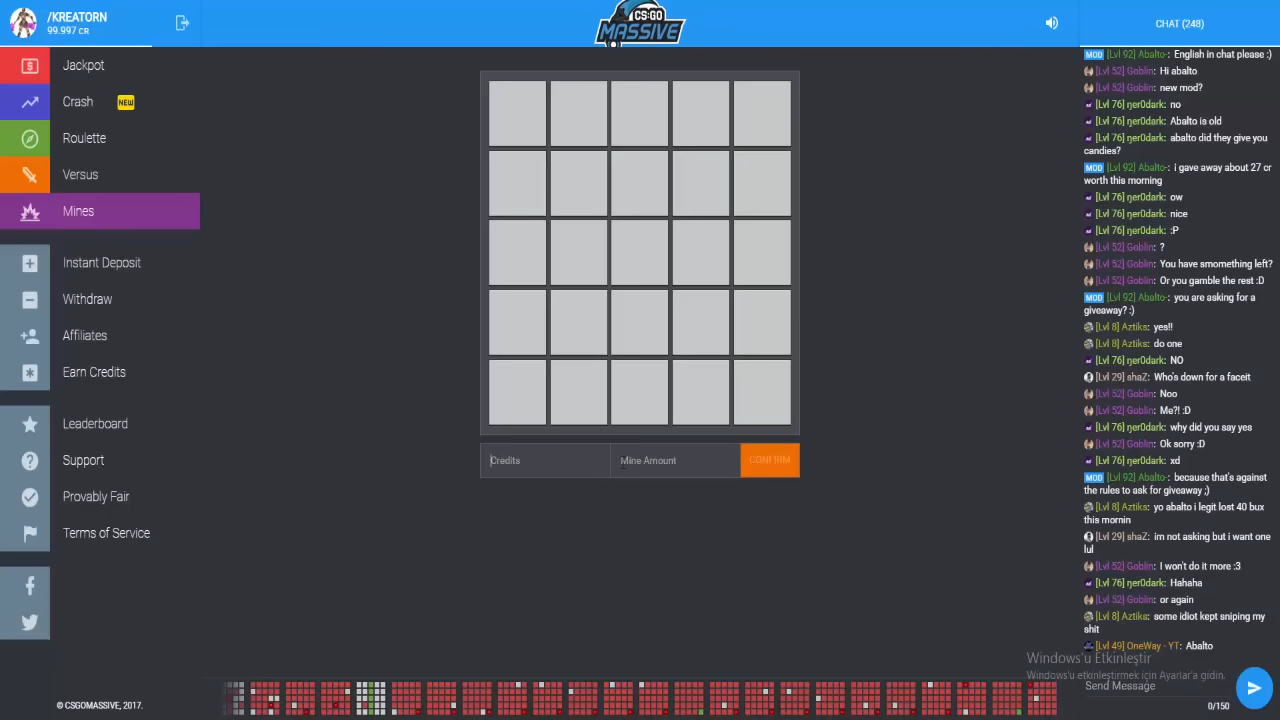 /KREATORN
99.997 CR
CS:GO
MASSIVE
CHAT (248)
Jackpot
Crash NEW
Roulette
Versus
Mines
Instant Deposit
Withdraw
Affiliates
Earn Credits
Leaderboard
Support
Provably Fair
Terms of Service
© CSGOMASSIVE, 2017.
Credits
Mine Amount
CONFIRM
MOD [Lvl 92] Abalto-: English in chat please ;)
[Lvl 52] Goblin: Hi abalto
[Lvl 52] Goblin: new mod?
[Lvl 76] ŋer0dark: no
[Lvl 76] ŋer0dark: Abalto is old
[Lvl 76] ŋer0dark: abalto did they give you
candies?
MOD [Lvl 92] Abalto-: i gave away about 27 cr
worth this morning
[Lvl 76] ŋer0dark: ow
[Lvl 76] ŋer0dark: nice
[Lvl 76] ŋer0dark: :P
[Lvl 52] Goblin: ?
[Lvl 52] Goblin: You have smomething left?
[Lvl 52] Goblin: Or you gamble the rest :D
MOD [Lvl 92] Abalto-: you are asking for a
giveaway? :)
[Lvl 8] Aztiks: yes!!
[Lvl 8] Aztiks: do one
[Lvl 76] ŋer0dark: NO
[Lvl 29] shaZ: Who's down for a faceit
[Lvl 52] Goblin: Noo
[Lvl 52] Goblin: Me?! :D
[Lvl 76] ŋer0dark: why did you say yes
[Lvl 52] Goblin: Ok sorry :D
[Lvl 76] ŋer0dark: xd
MOD [Lvl 92] Abalto-: because that's against
the rules to ask for giveaway ;)
[Lvl 8] Aztiks: yo abalto i legit lost 40 bux
this mornin
[Lvl 29] shaZ: im not asking but i want one
lul
[Lvl 52] Goblin: I won't do it more :3
[Lvl 76] ŋer0dark: Hahaha
[Lvl 52] Goblin: or again
[Lvl 8] Aztiks: some idiot kept sniping my
shit
[Lvl 49] OneWay - YT: Abalto
Windows'u Etkinleştir
Windows'u etkinleştirmek için Ayarlar'a gidin.
Send Message
0/150